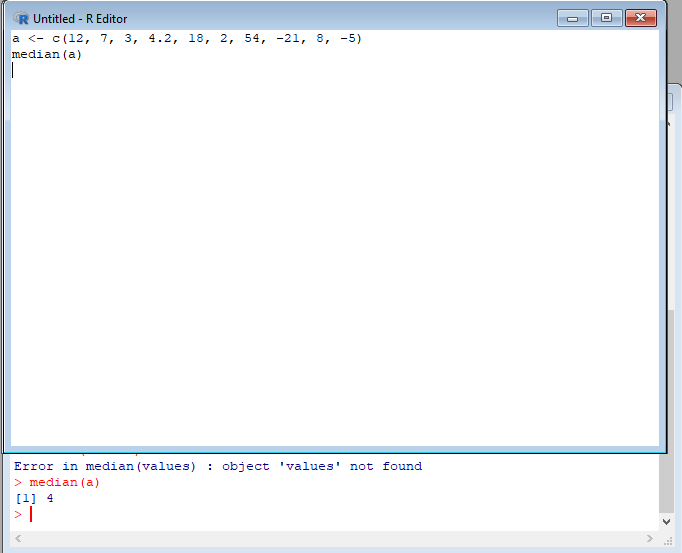 Untitled - R Editor
a <- c(12, 7, 3, 4.2, 18, 2, 54, -21, 8, -5)
median(a)
Error in median(values) : object 'values' not found
> median(a)
[1] 4
>